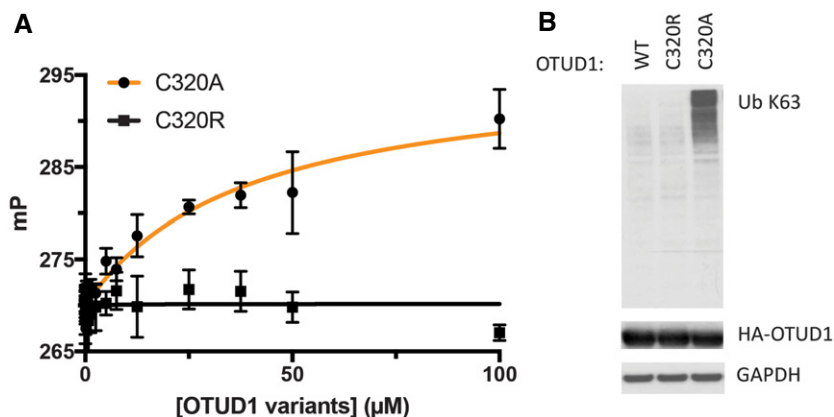 A
C320A
C320R
295
285
275
265
mP
0
50
100
[OTUD1 variants] (µM)
B
OTUD1:
WT
C320R
C320A
Ub K63
HA-OTUD1
GAPDH